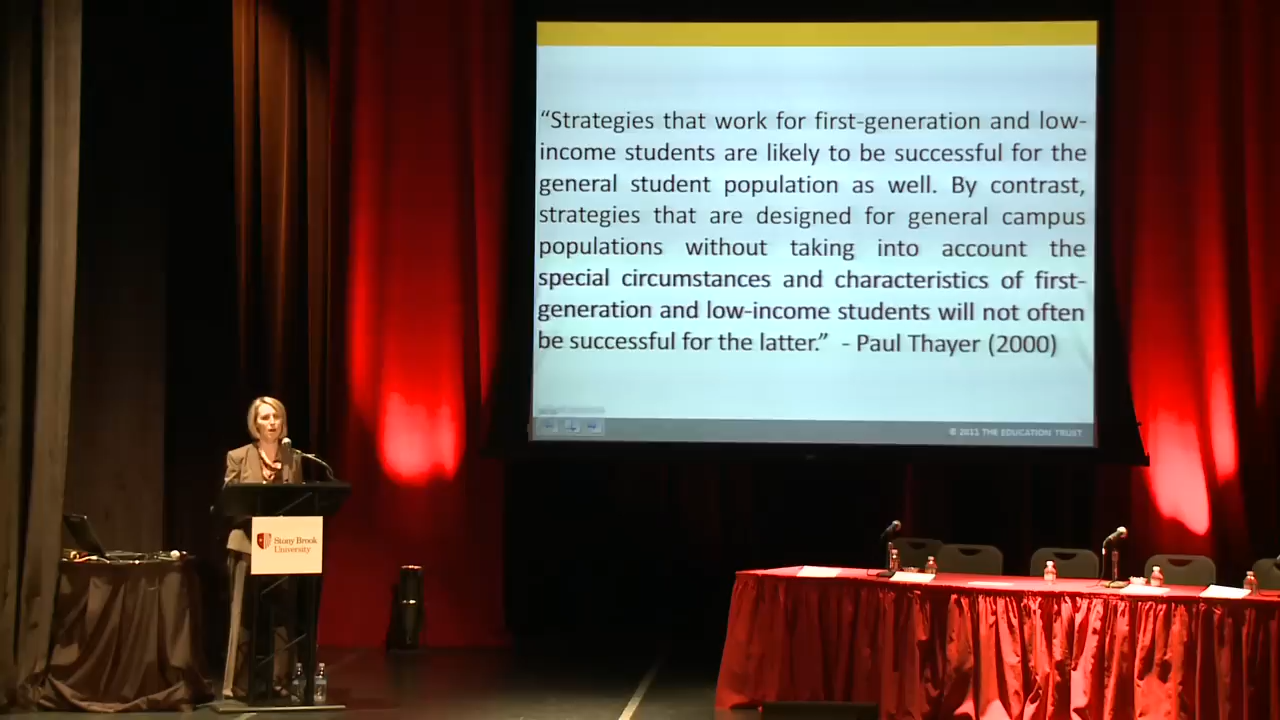 “Strategies that work for first-generation and low-
income students are likely to be successful for the
general student population as well. By contrast,
strategies that are designed for general campus
populations without taking into account the
special circumstances and characteristics of first-
generation and low-income students will not often
be successful for the latter.” - Paul Thayer (2000)
© 2011 THE EDUCATION TRUST
Stony Brook
University